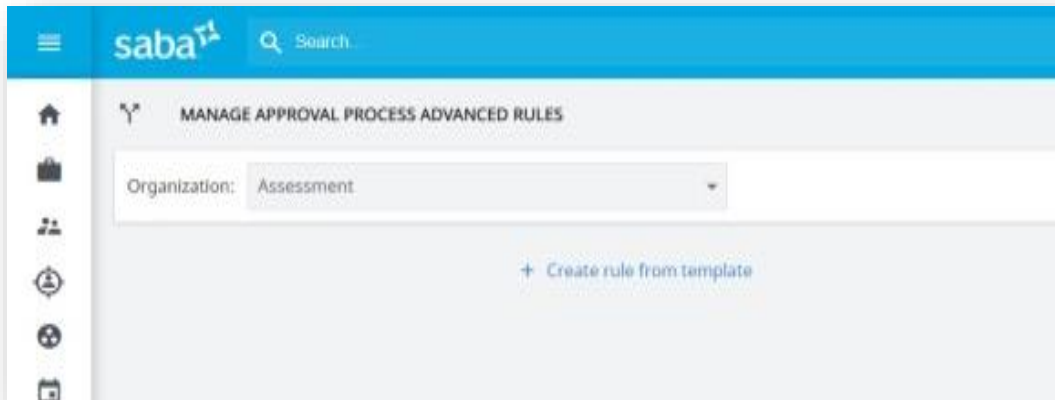 saba
Search...
MANAGE APPROVAL PROCESS ADVANCED RULES
Organization: Assessment
+ Create rule from template